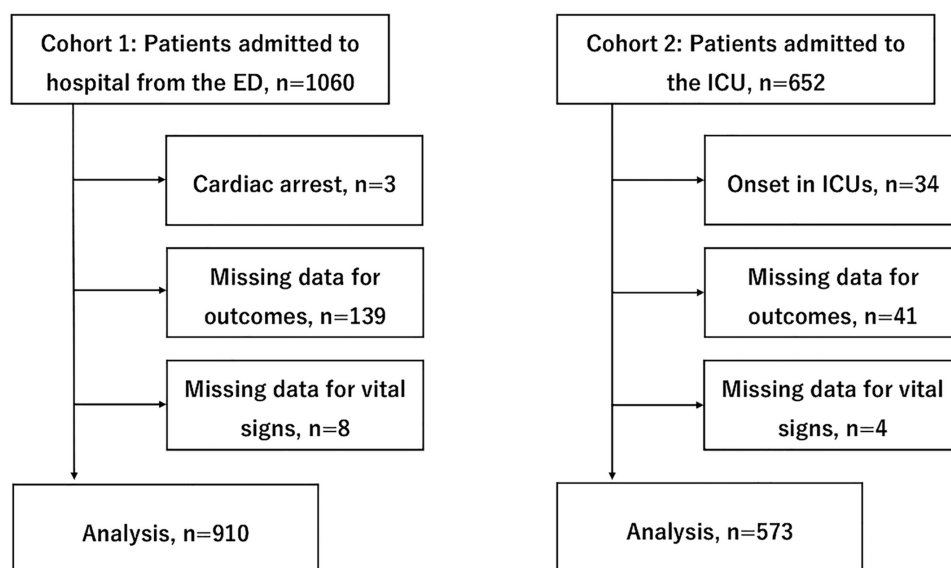 Cohort 1: Patients admitted to
hospital from the ED, n=1060
Cardiac arrest, n=3
Missing data for
outcomes, n=139
Missing data for vital
signs, n=8
Analysis, n=910
Cohort 2: Patients admitted to
the ICU, n=652
Onset in ICUs, n=34
Missing data for
outcomes, n=41
Missing data for vital
signs, n=4
Analysis, n=573